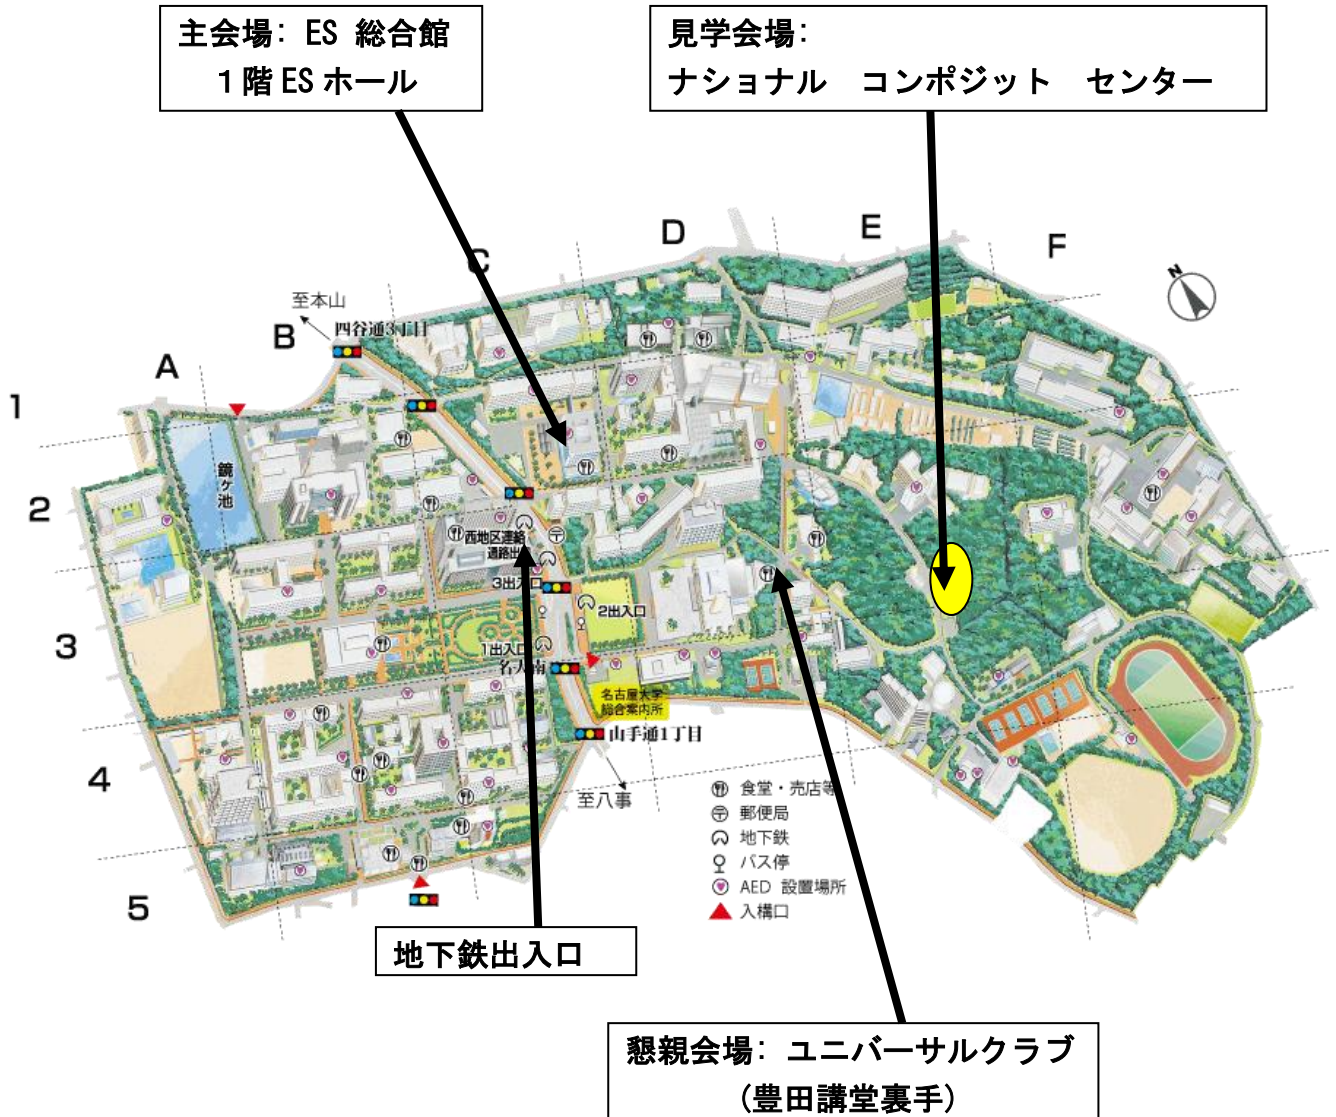 主会場: ES 総合館
1階 ES ホール
見学会場:
ナショナル コンポジット センター
A
B
C
D
E
F
N
至本山
四谷通3丁目
1
2
3
4
5
鏡ヶ池
西地区連絡
通路出
3出入口
2出入口
1出入口
名大南
名古屋大学
総合案内所
山手通1丁目
至八事
食堂・売店等
郵便局
地下鉄
バス停
AED 設置場所
入構口
地下鉄出入口
懇親会場: ユニバーサルクラブ
(豊田講堂裏手)